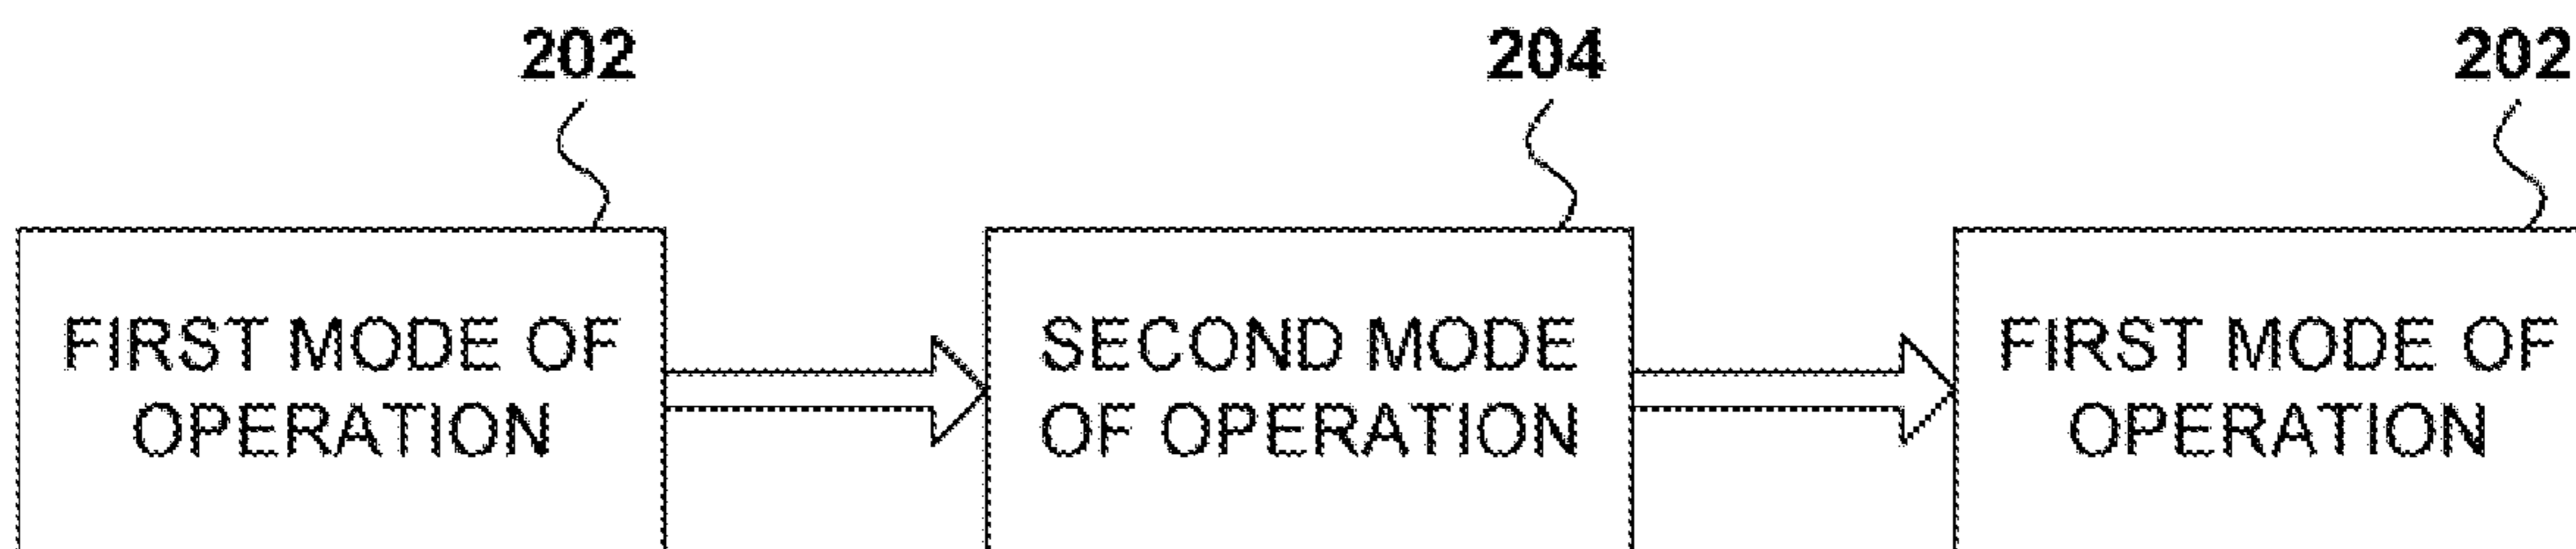 202
204
202
FIRST MODE OF
OPERATION
SECOND MODE
OF OPERATION
FIRST MODE OF
OPERATION